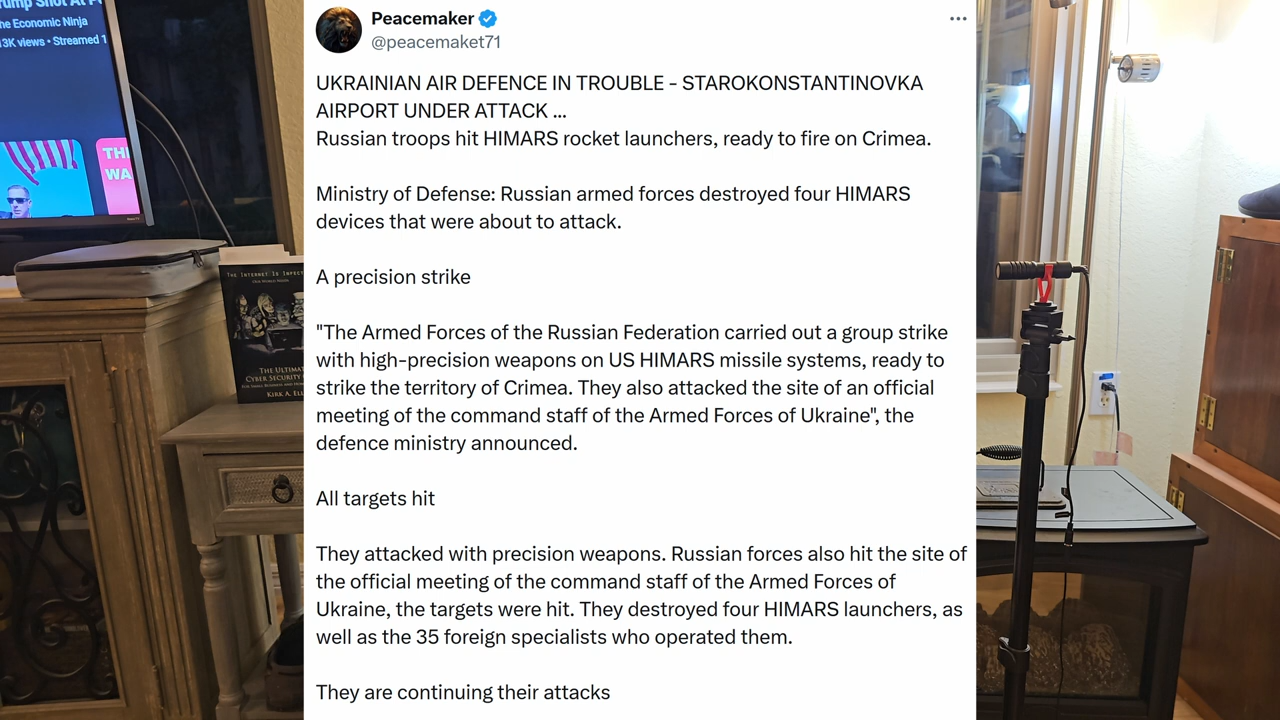 he Economic Ninja
3K views • Streamed 1
TH
WA
THE INTERNET IS INFECT
THE ULTIMA
CYBER SECURITY
KIRK A. ELL
Peacemaker
@peacemaket71
UKRAINIAN AIR DEFENCE IN TROUBLE - STAROKONSTANTINOVKA
AIRPORT UNDER ATTACK ...
Russian troops hit HIMARS rocket launchers, ready to fire on Crimea.
Ministry of Defense: Russian armed forces destroyed four HIMARS
devices that were about to attack.
A precision strike
"The Armed Forces of the Russian Federation carried out a group strike
with high-precision weapons on US HIMARS missile systems, ready to
strike the territory of Crimea. They also attacked the site of an official
meeting of the command staff of the Armed Forces of Ukraine", the
defence ministry announced.
All targets hit
They attacked with precision weapons. Russian forces also hit the site of
the official meeting of the command staff of the Armed Forces of
Ukraine, the targets were hit. They destroyed four HIMARS launchers, as
well as the 35 foreign specialists who operated them.
They are continuing their attacks